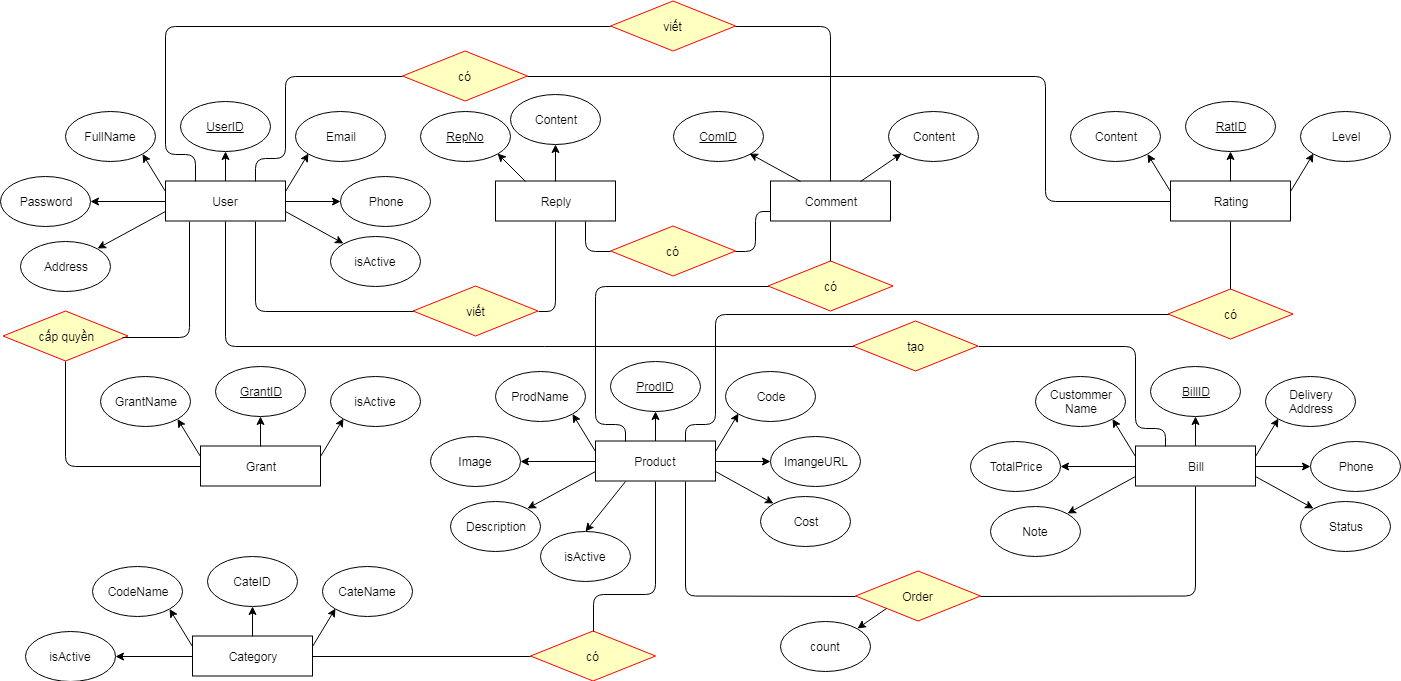 viết
có
FullName
UserID
Email
RepNo
Content
ComID
Content
Content
RatID
Level
Password
User
Phone
Reply
Comment
Rating
Address
isActive
có
có
viết
có
cấp quyền
tạo
GrantName
GrantID
isActive
ProdName
ProdID
Code
Custommer
Name
BillID
Delivery
Address
Grant
Image
Product
ImangeURL
TotalPrice
Bill
Phone
Description
isActive
Cost
Note
Status
CodeName
CateID
CateName
Order
count
isActive
Category
có